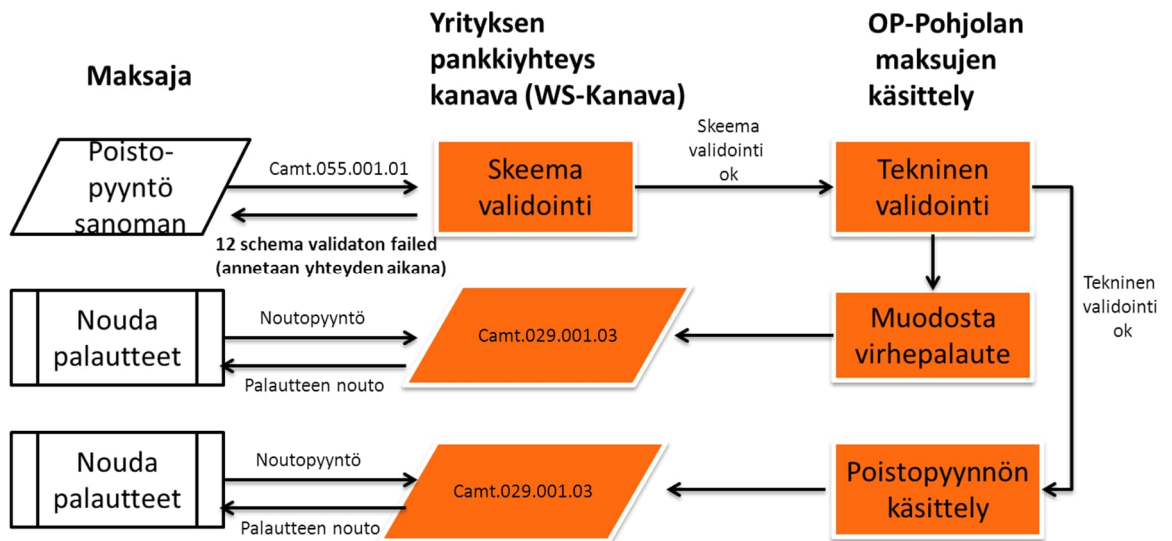 Maksaja
Yrityksen
pankkiyhteys
kanava (WS-Kanava)
OP-Pohjolan
maksujen
käsittely
Poisto-
pyyntö
sanoman
Camt.055.001.01
12 schema validaton failed
(annetaan yhteyden aikana)
Skeema
validointi
Skeema
validointi
ok
Tekninen
validointi
Tekninen
validointi
ok
Nouda
palautteet
Noutopyyntö
Palautteen nouto
Camt.029.001.03
Muodosta
virhepalaute
Nouda
palautteet
Noutopyyntö
Palautteen nouto
Camt.029.001.03
Poistopyynnön
käsittely